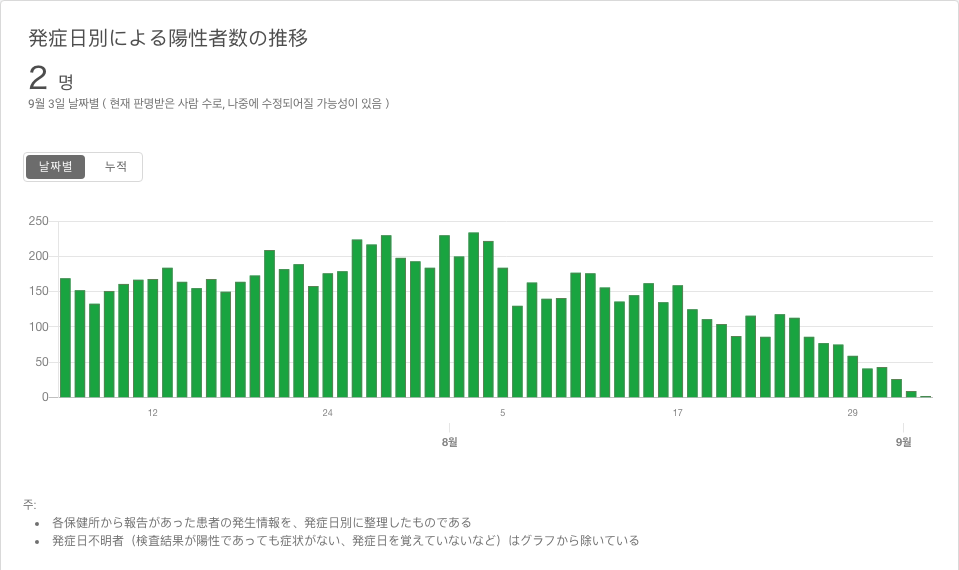 発症日別による陽性者数の推移
2 명
9월 3일 날짜별 ( 현재 판명받은 사람 수로, 나중에 수정되어질 가능성이 있음 )
날짜별 누적
250
200
150
100
50
0
12 24 5 17 29
8월 9월
주:
• 各保健所から報告があった患者の発生情報を、発症日別に整理したものである
• 発症日不明者（検査結果が陽性であっても症状がない、発症日を覚えていないなど）はグラフから除いている